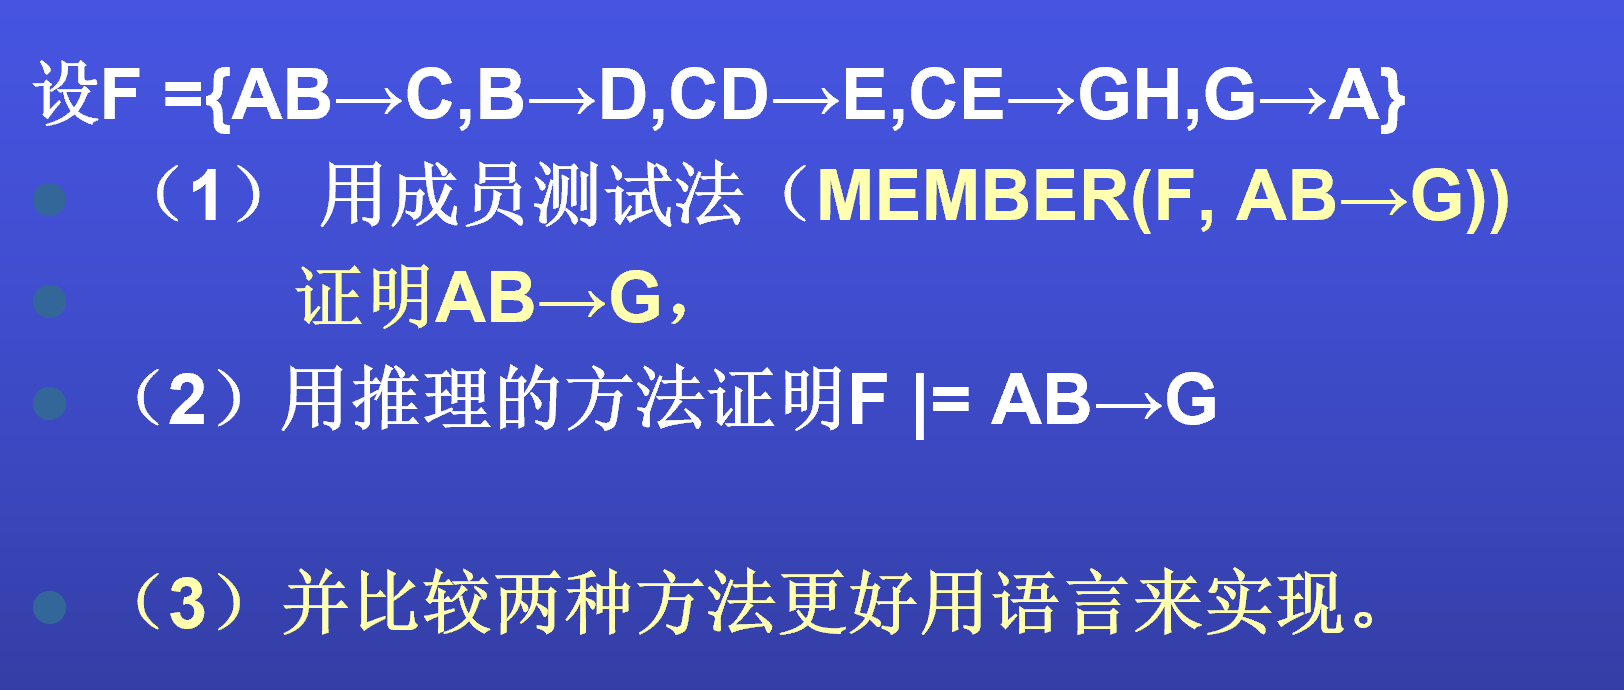 设F ={AB→C,B→D,CD→E,CE→GH,G→A}
（1） 用成员测试法（MEMBER(F, AB→G))
证明AB→G，
（2）用推理的方法证明F |= AB→G
（3）并比较两种方法更好用语言来实现。